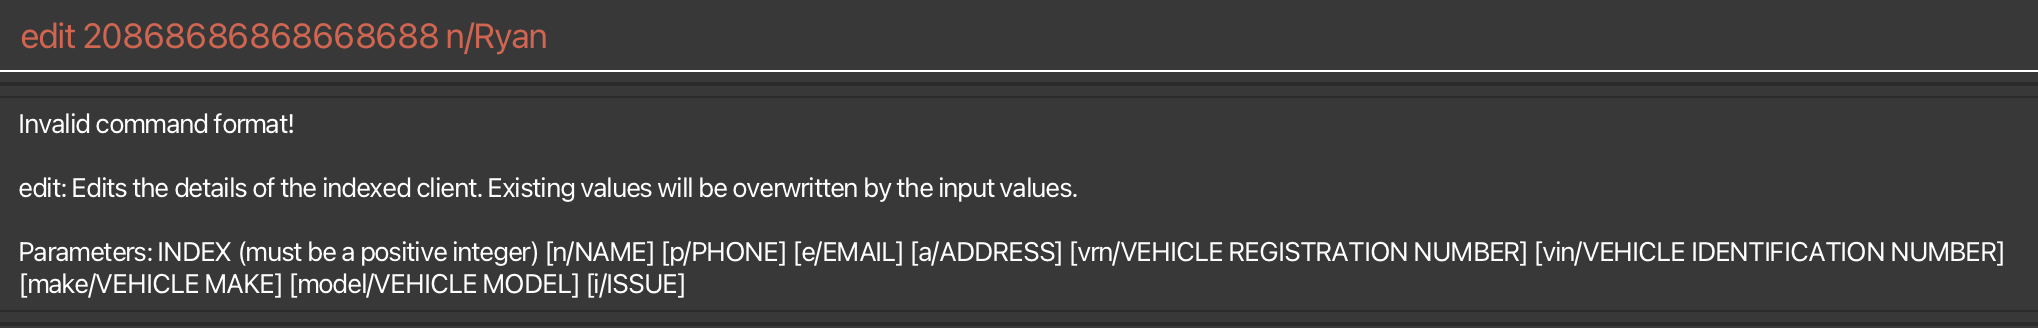 edit 20868686868668688 n/Ryan
Invalid command format!
edit: Edits the details of the indexed client. Existing values will be overwritten by the input values.
Parameters: INDEX (must be a positive integer) [n/NAME] [p/PHONE] [e/EMAIL] [a/ADDRESS] [vrn/VEHICLE REGISTRATION NUMBER] [vin/VEHICLE IDENTIFICATION NUMBER]
[make/VEHICLE MAKE] [model/VEHICLE MODEL] [i/ISSUE]